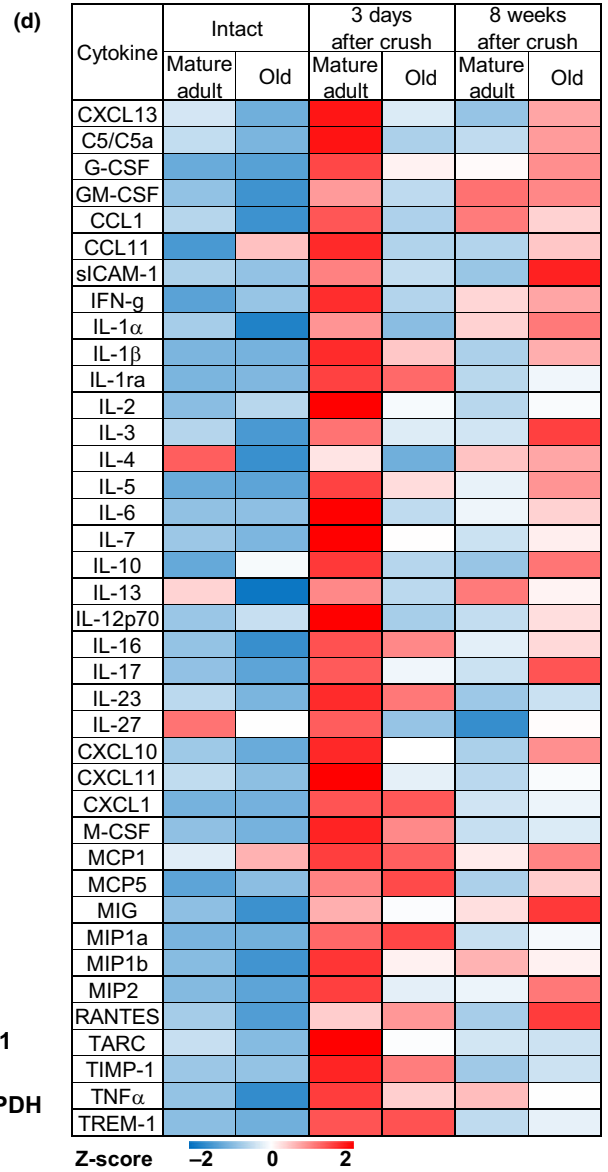 (d)
Cytokine Intact 3 days after crush 8 weeks after crush
Mature adult Old Mature adult Old Mature adult Old
CXCL13
C5/C5a
G-CSF
GM-CSF
CCL1
CCL11
sICAM-1
IFN-g
IL-1α
IL-1β
IL-1ra
IL-2
IL-3
IL-4
IL-5
IL-6
IL-7
IL-10
IL-13
IL-12p70
IL-16
IL-17
IL-23
IL-27
CXCL10
CXCL11
CXCL1
M-CSF
MCP1
MCP5
MIG
MIP1a
MIP1b
MIP2
RANTES
1
TARC
TIMP-1
PDH
TNFα
TREM-1
Z-score –2 0 2